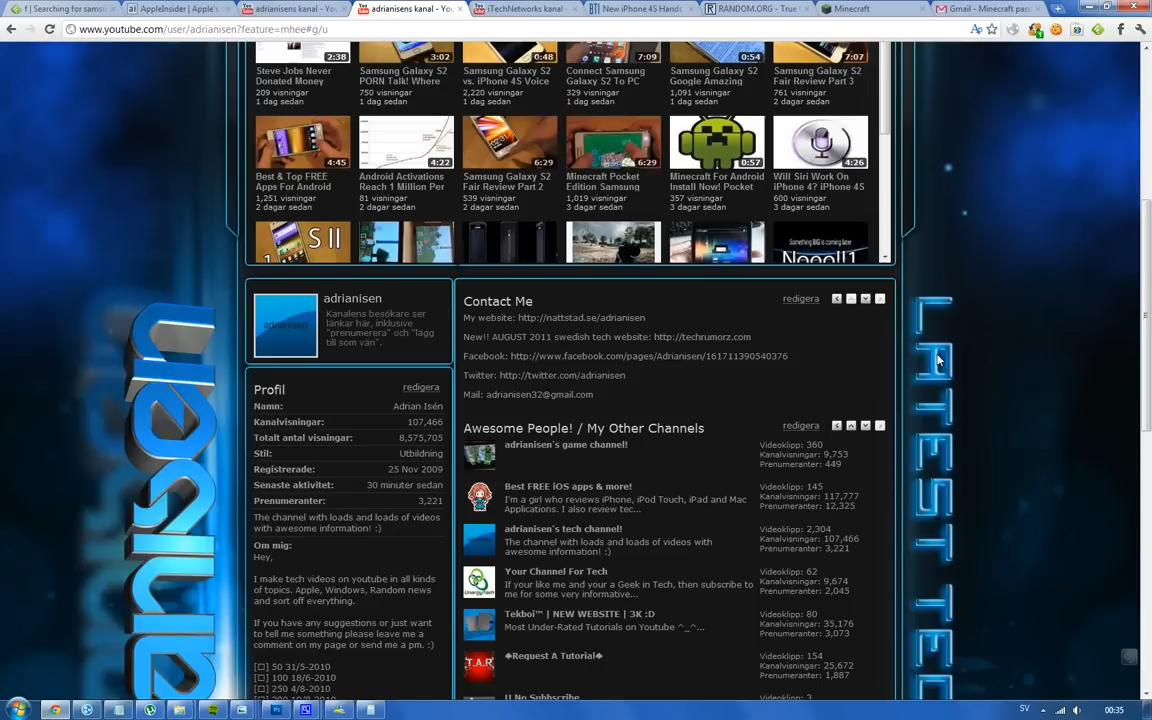 f | Searching for suma
AppleInsider | Apple's
adrianisens kanal - You
adrianisens kanal - You
iTechNetworks kanal -
New iPhone 4S Hando
RANDOM.ORG - True
Minecraft
Gmail - Minecraft pass
www.youtube.com/user/adrianisen?feature=mhee#g/u
2:38
3:02
0:48
7:09
0:54
7:07
Steve Jobs Never Donated Money
209 visningar
1 dag sedan
Samsung Galaxy S2 PORN Talk! Where
750 visningar
1 dag sedan
Samsung Galaxy S2 vs. iPhone 4S Voice
2,220 visningar
1 dag sedan
Connect Samsung Galaxy S2 To PC
329 visningar
1 dag sedan
Samsung Galaxy S2 Google Amazing
1,091 visningar
1 dag sedan
Samsung Galaxy S2 Fair Review Part 3
761 visningar
2 dagar sedan
4:45
4:22
6:29
6:29
0:57
4:26
Best & Top FREE Apps For Android
1,251 visningar
2 dagar sedan
Android Activations Reach 1 Million Per
81 visningar
2 dagar sedan
Samsung Galaxy S2 Fair Review Part 2
539 visningar
2 dagar sedan
Minecraft Pocket Edition Samsung
1,019 visningar
3 dagar sedan
Minecraft For Android Install Now! Pocket
357 visningar
3 dagar sedan
Will Siri Work On iPhone 4? iPhone 4S
600 visningar
3 dagar sedan
S II
Something BIG is coming later
adrianisen
adrianisen
Kanalens besökare ser
länkar här, inklusive
"prenumerera" och "lägg
till som vän".
Profil
redigera
Namn: Adrian Isén
Kanalvisningar: 107,466
Totalt antal visningar: 8,575,705
Stil: Utbildning
Registrerade: 25 Nov 2009
Senaste aktivitet: 30 minuter sedan
Prenumeranter: 3,221
The channel with loads and loads of videos
with awesome information! :)
Om mig:
Hey,
I make tech videos on youtube in all kinds
of topics. Apple, Windows, Random news
and sort off everything.
If you have any suggestions or just want
to tell me something please leave me a
comment on my page or send me a pm. :)
50 31/5-2010
100 18/6-2010
250 4/8-2010
Contact Me
redigera
My website: http://nattstad.se/adrianisen
New!! AUGUST 2011 swedish tech website: http://techrumorz.com
Facebook: http://www.facebook.com/pages/Adrianisen/161711390540376
Twitter: http://twitter.com/adrianisen
Mail: adrianisen32@gmail.com
Awesome People! / My Other Channels
redigera
adrianisen's game channel!
Videoklipp: 360
Kanalvisningar: 9,753
Prenumeranter: 449
Best FREE iOS apps & more!
I'm a girl who reviews iPhone, iPod Touch, iPad and Mac
Applications. I also review tec...
Videoklipp: 145
Kanalvisningar: 117,777
Prenumeranter: 12,325
adrianisen's tech channel!
The channel with loads and loads of videos with
awesome information! :)
Videoklipp: 2,304
Kanalvisningar: 107,466
Prenumeranter: 3,221
Your Channel For Tech
If your like me and your a Geek in Tech, then subscribe to
me for some very informative...
Videoklipp: 62
Kanalvisningar: 9,674
Prenumeranter: 2,045
Tekboi™ | NEW WEBSITE | 3K :D
Most Under-Rated Tutorials on Youtube ^_^...
Videoklipp: 80
Kanalvisningar: 35,176
Prenumeranter: 3,073
♣Request A Tutorial!♣
T.A.R
Videoklipp: 154
Kanalvisningar: 25,672
Prenumeranter: 1,887
U No Subhscribe
Videoklipp: 3
adrianisen
LATEST TEC
SV
00:35